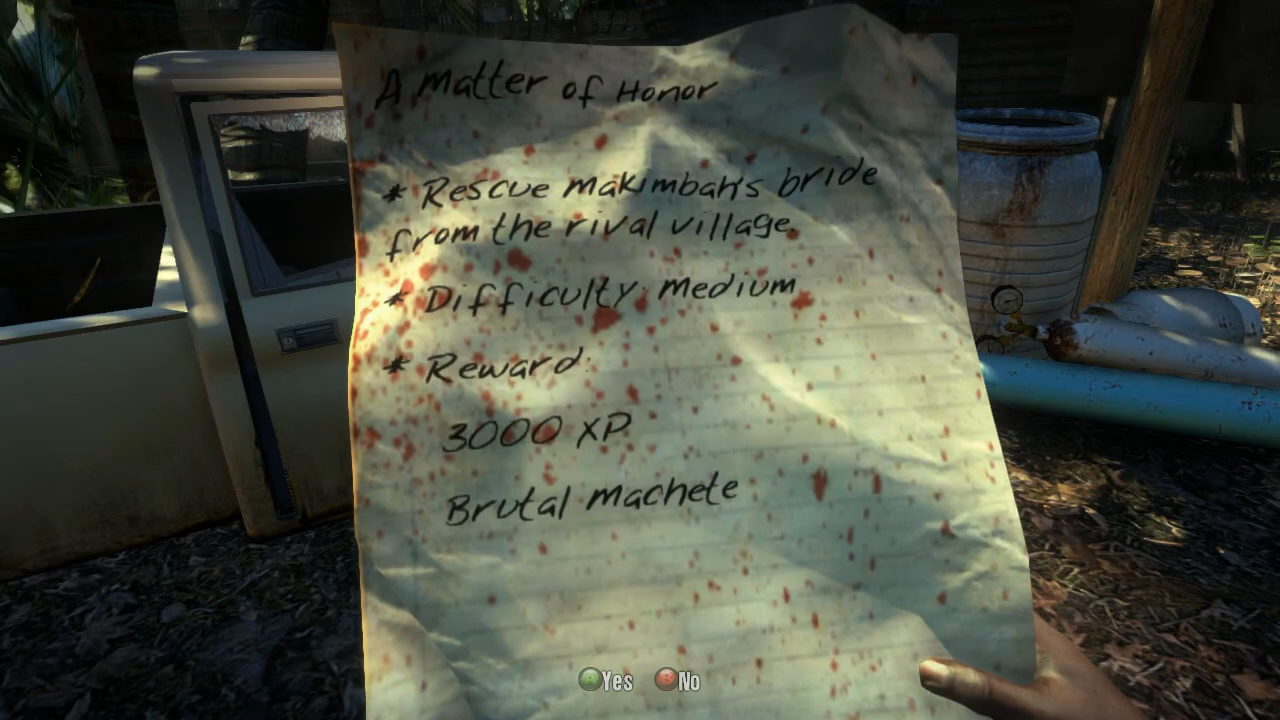 A Matter of Honor
* Rescue Makimbah's bride
from the rival village.
* Difficulty: Medium
* Reward:
3000 XP
Brutal Machete
A Yes B No